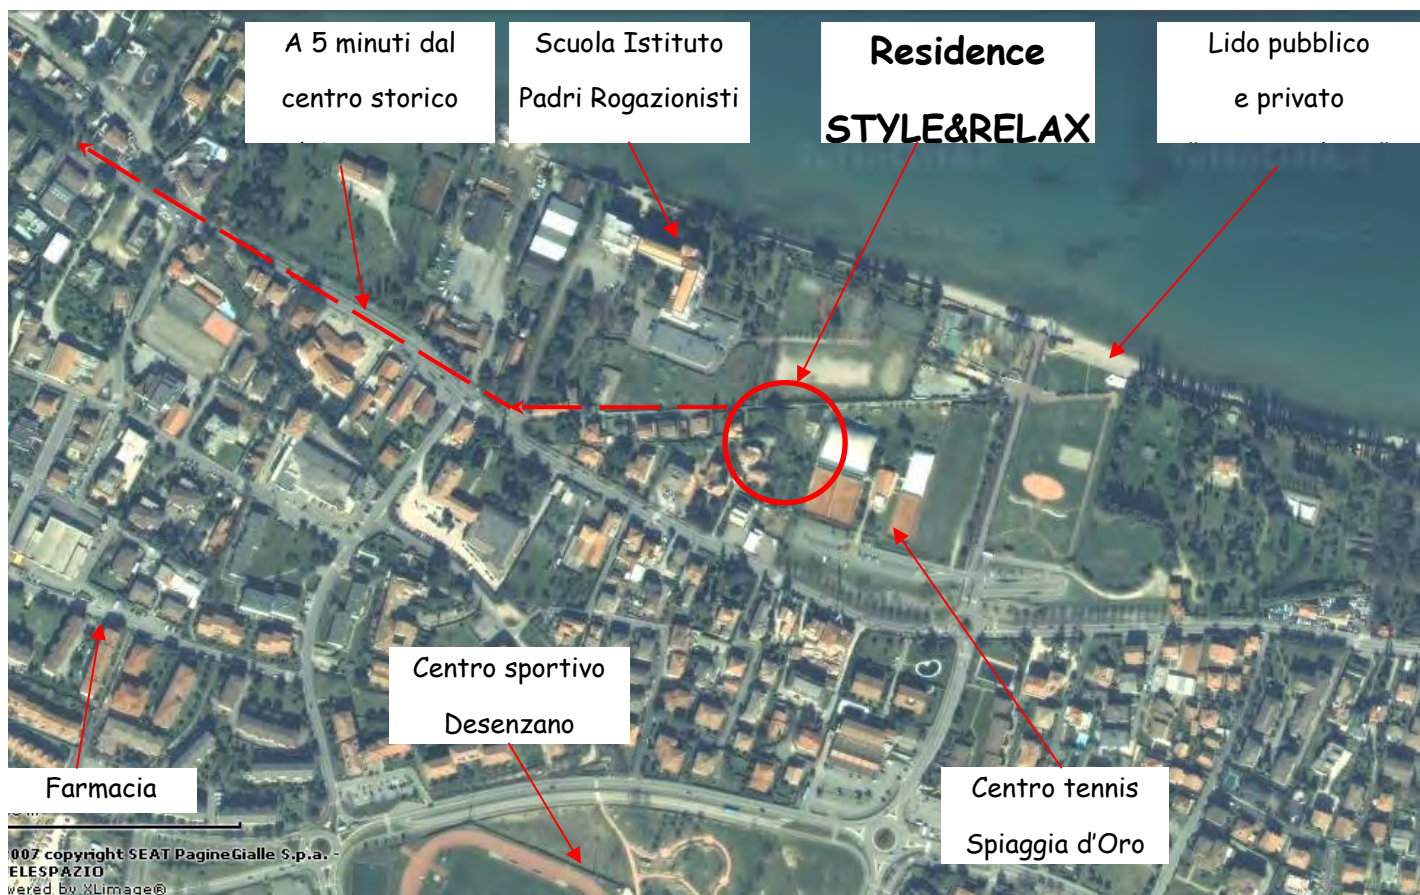 A 5 minuti dal
centro storico
Scuola Istituto
Padri Rogazionisti
Residence
STYLE&RELAX
Lido pubblico
e privato
Centro sportivo
Desenzano
Farmacia
Centro tennis
Spiaggia d'Oro
007 copyright SEAT PagineGialle S.p.a. -
ELESPAZIO
wered by XLimage®